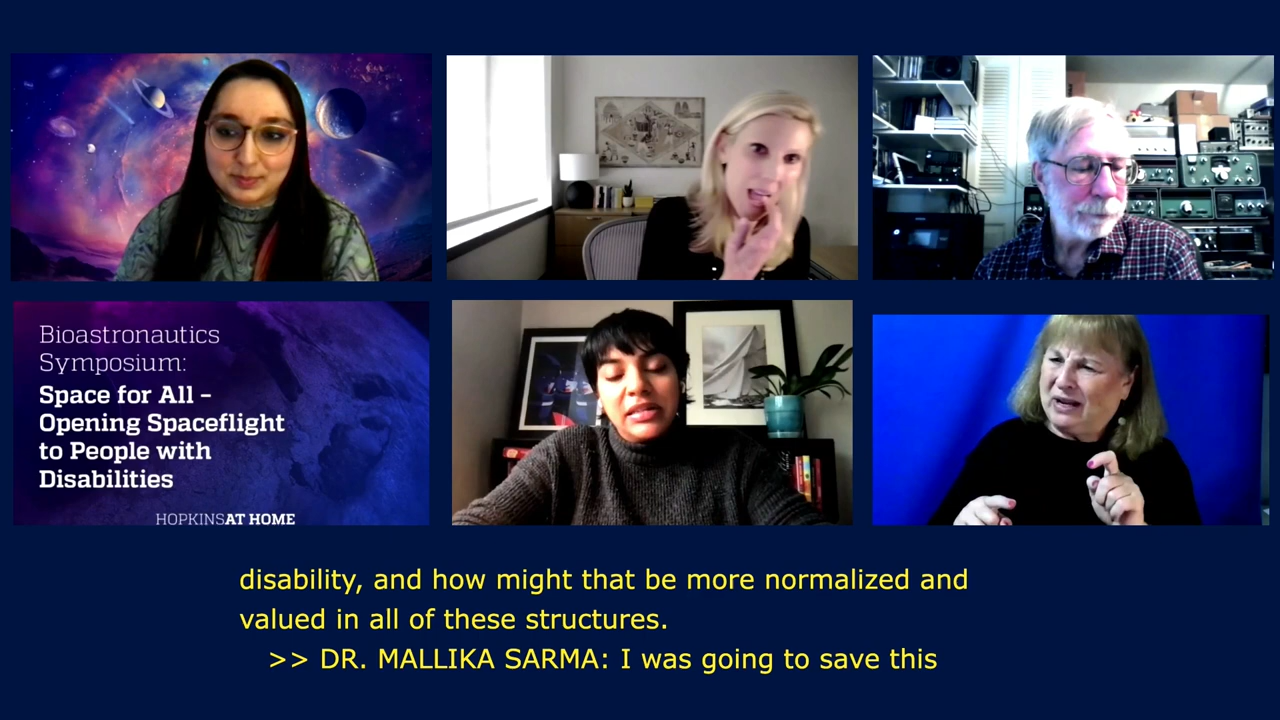 Bioastronautics
Symposium:
Space for All –
Opening Spaceflight
to People with
Disabilities
HOPKINSAT HOME
disability, and how might that be more normalized and
valued in all of these structures.
>> DR. MALLIKA SARMA: I was going to save this